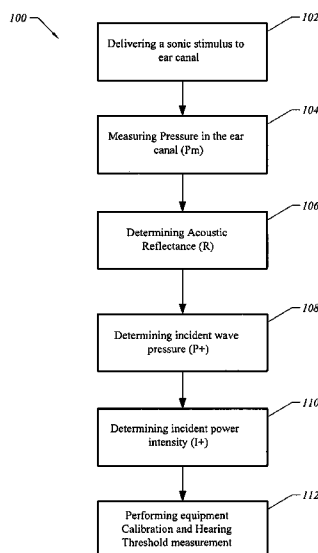 100
102
Delivering a sonic stimulus to
ear canal
104
Measuring Pressure in the ear
canal (Pm)
106
Determining Acoustic
Reflectance (R)
108
Determining incident wave
pressure (P+)
110
Determining incident power
intensity (I+)
112
Performing equipment
Calibration and Hearing
Threshold measurement